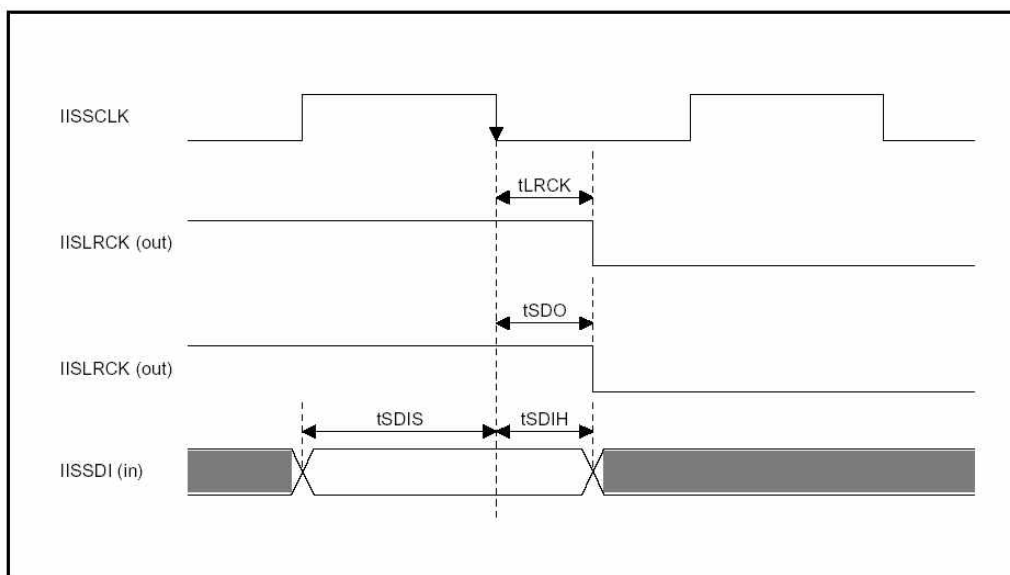 IISSCLK
tLRCK
IISLRCK (out)
tSDO
IISLRCK (out)
tSDIS
tSDIH
IISSDI (in)